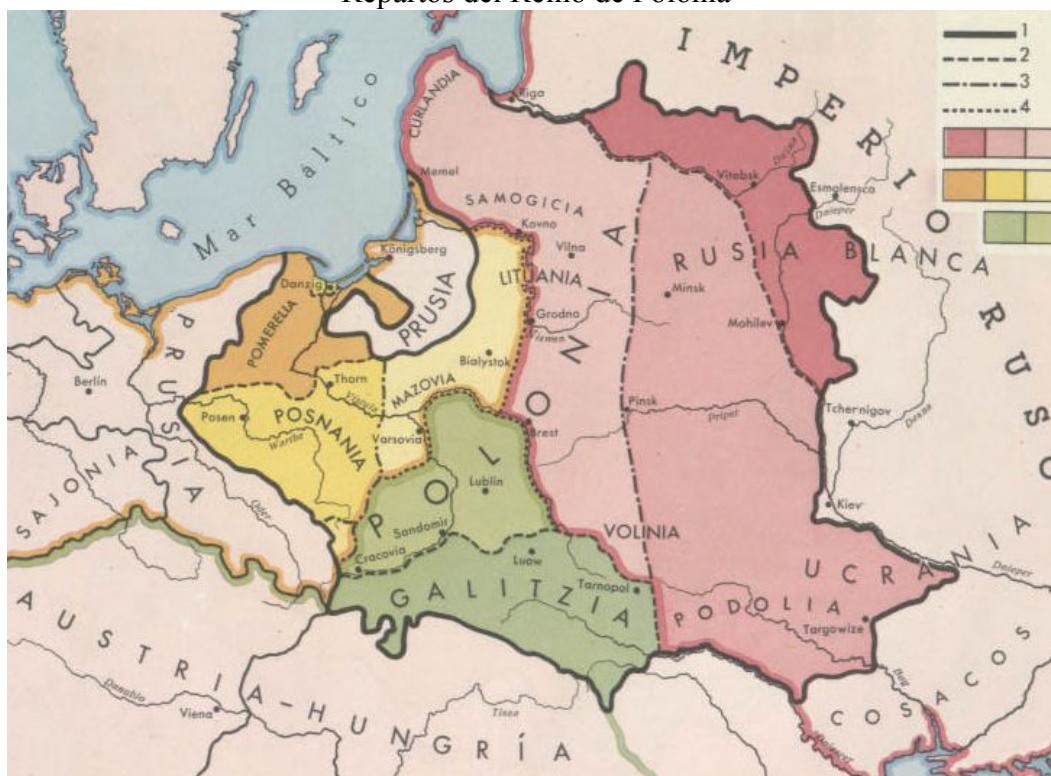 Repartos del Reino de Polonia
IMPERIO RUSO
1
2
3
4
Mar Báltico
CURLANDIA
Riga
Memel
SAMOGICIA
Duina
Vitebsk
Esmolensco
Dnieper
Kovno
Vilna
LITUANIA
RUSIA BLANCA
Königsberg
Danzig
PRUSIA
POMERELIA
Minsk
Grodno
Niemen
Mohilev
PRUSIA
Berlín
Bialystok
Thorn
Vístula
MAZOVIA
Posen
POSNANIA
Warthe
Varsovia
POLONIA
Pinsk
Pripet
Tchernigov
Desna
Brest
SAJONIA
Oder
Lublín
Kiev
Sandomir
VOLINIA
Cracovia
Luow
UCRANIA
Dnieper
GALITZIA
Tarnopol
PODOLIA
Targowize
AUSTRIA-HUNGRÍA
Danubio
Viena
Tisza
Bug
COSACOS
Dniester